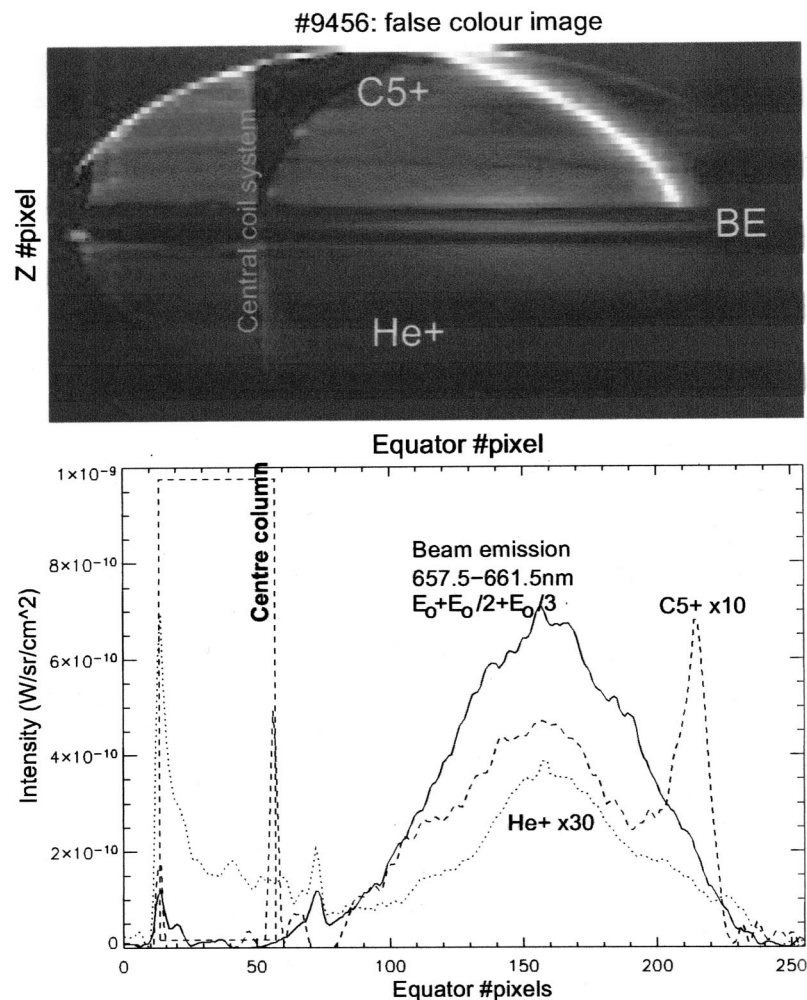 #9456: false colour image
C5+
Central coil system
BE
He+
Z #pixel
Equator #pixel
1×10⁻⁹
8×10⁻¹⁰
6×10⁻¹⁰
4×10⁻¹⁰
2×10⁻¹⁰
0
Intensity (W/sr/cm^2)
Centre column
Beam emission
657.5−661.5nm
E₀+E₀/2+E₀/3
C5+ x10
He+ x30
0 50 100 150 200 250
Equator #pixels